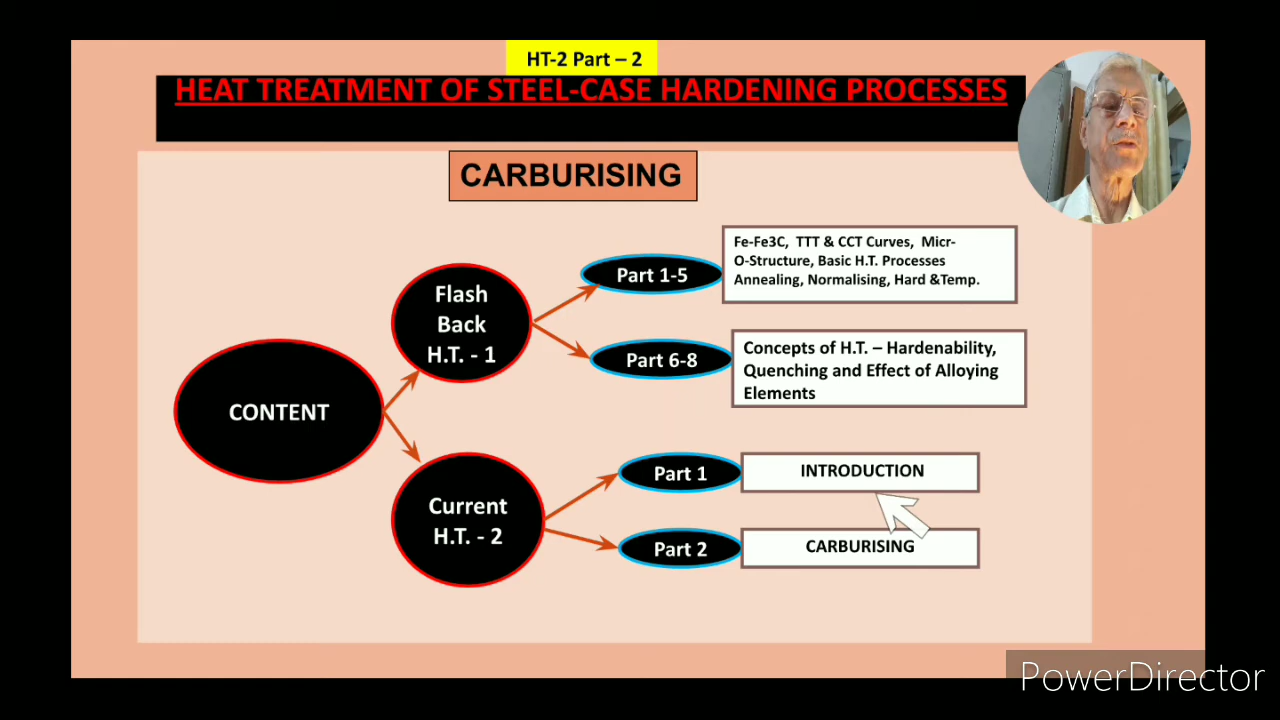 HT-2 Part – 2
HEAT TREATMENT OF STEEL-CASE HARDENING PROCESSES
CARBURISING
CONTENT
Flash
Back
H.T. - 1
Part 1-5
Fe-Fe3C, TTT & CCT Curves, Micr-
O-Structure, Basic H.T. Processes
Annealing, Normalising, Hard &Temp.
Part 6-8
Concepts of H.T. – Hardenability,
Quenching and Effect of Alloying
Elements
Current
H.T. - 2
Part 1
INTRODUCTION
Part 2
CARBURISING
PowerDirector